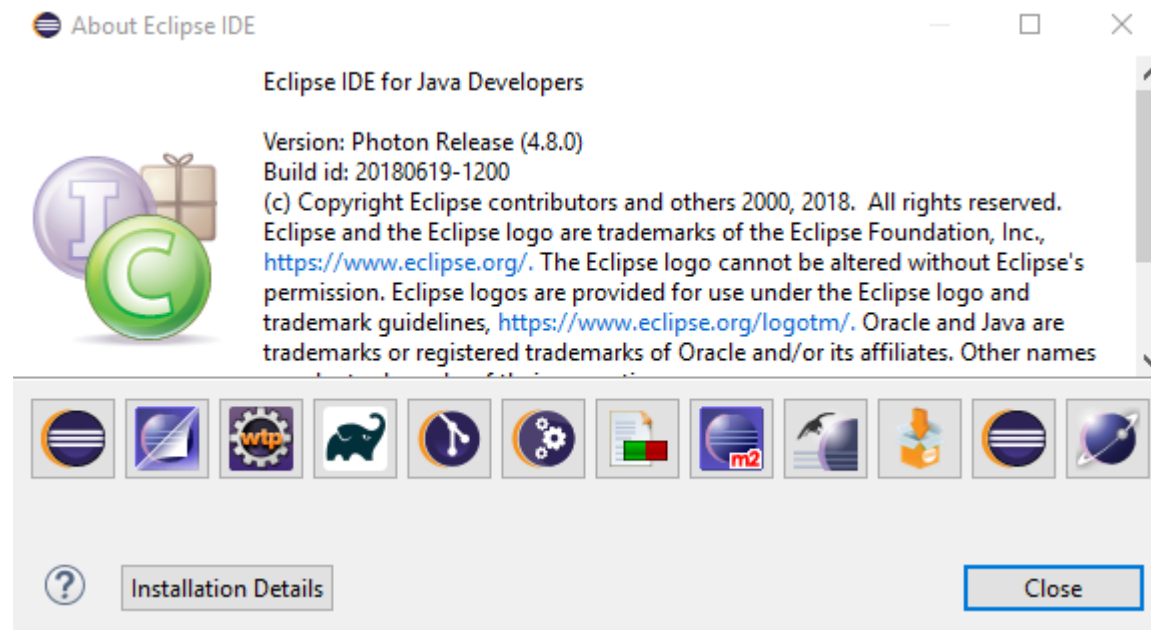 About Eclipse IDE
Eclipse IDE for Java Developers
Version: Photon Release (4.8.0)
Build id: 20180619-1200
(c) Copyright Eclipse contributors and others 2000, 2018.  All rights reserved.
Eclipse and the Eclipse logo are trademarks of the Eclipse Foundation, Inc.,
https://www.eclipse.org/. The Eclipse logo cannot be altered without Eclipse's
permission. Eclipse logos are provided for use under the Eclipse logo and
trademark guidelines, https://www.eclipse.org/logotm/. Oracle and Java are
trademarks or registered trademarks of Oracle and/or its affiliates. Other names
I
C
wtp
m2
?
Installation Details
Close